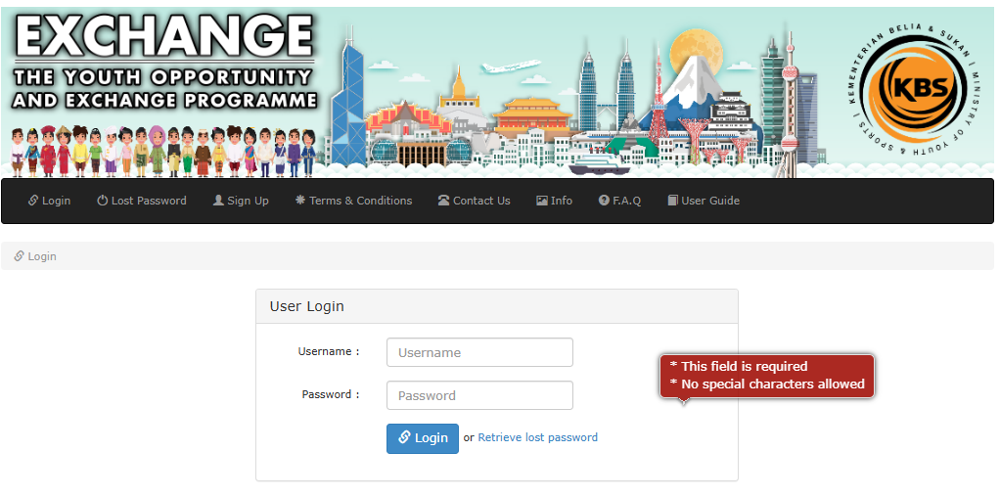 EXCHANGE
THE YOUTH OPPORTUNITY
AND EXCHANGE PROGRAMME
KEMENTERIAN BELIA & SUKAN | MINISTRY OF YOUTH & SPORTS |
KBS
Login
Lost Password
Sign Up
Terms & Conditions
Contact Us
Info
F.A.Q
User Guide
Login
User Login
Username :
Username
* This field is required
* No special characters allowed
Password :
Password
Login
or Retrieve lost password